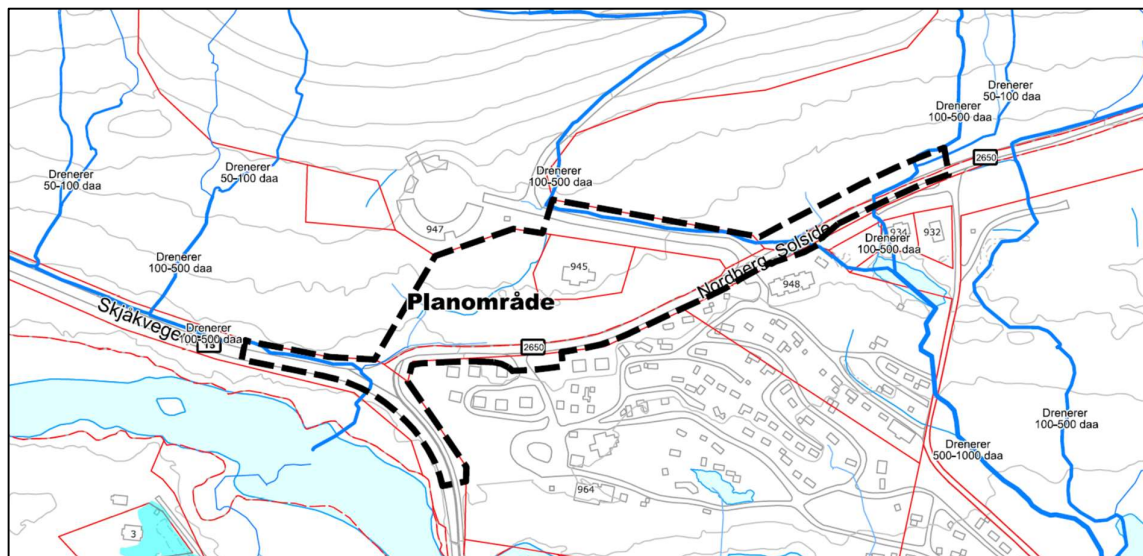 Drenerer
50-100 daa
Drenerer
100-500 daa
2650
Drenerer
50-100 daa
Drenerer
50-100 daa
Drenerer
100-500 daa
947
934
932
Drenerer
100-500 daa
Nordberg Solside
Drenerer
100-500 daa
945
948
Planområde
Skjåkvege
Drenerer
100-500 daa
15
2650
Drenerer
100-500 daa
Drenerer
500-1000 daa
964
3